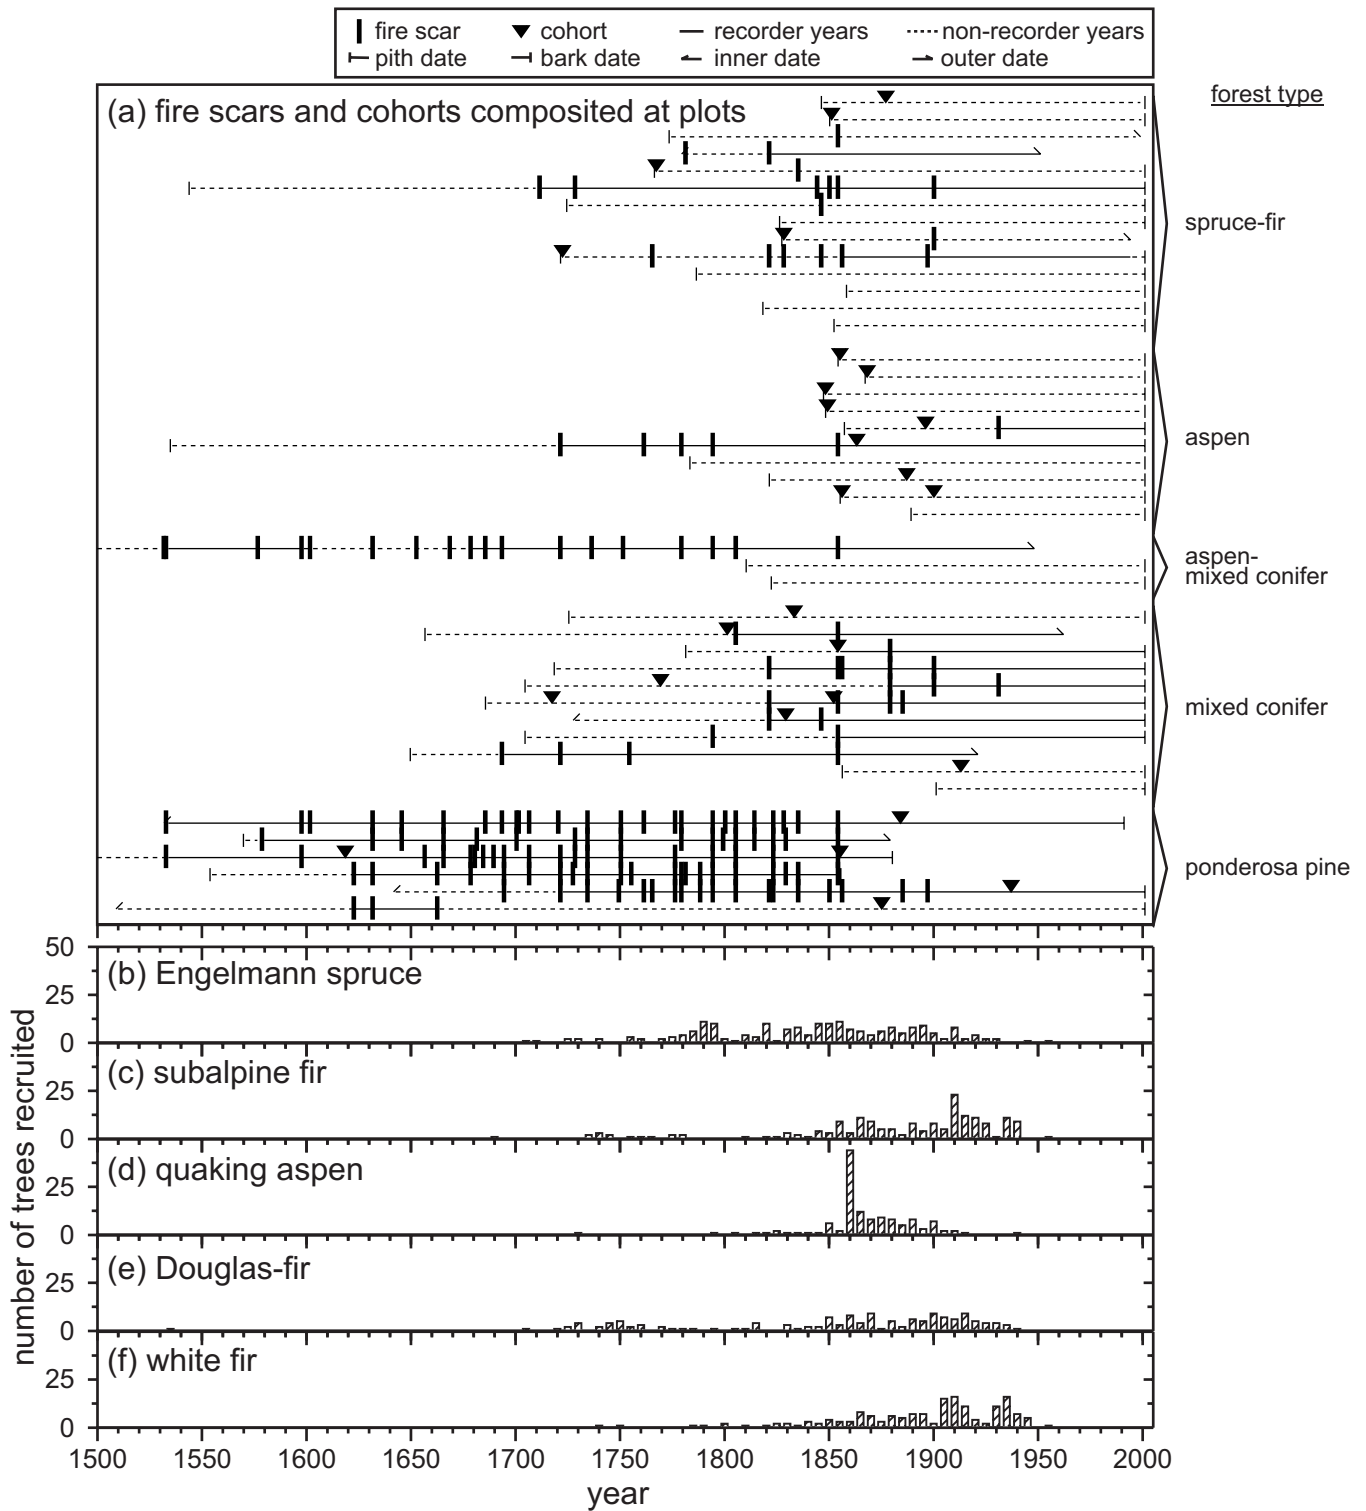 fire scar cohort recorder years non-recorder years
pith date bark date inner date outer date
(a) fire scars and cohorts composited at plots
forest type
spruce-fir
aspen
aspen-
mixed conifer
mixed conifer
ponderosa pine
number of trees recruited
50
(b) Engelmann spruce
25
0
(c) subalpine fir
25
0
(d) quaking aspen
25
0
(e) Douglas-fir
25
0
(f) white fir
25
0
1500 1550 1600 1650 1700 1750 1800 1850 1900 1950 2000
year